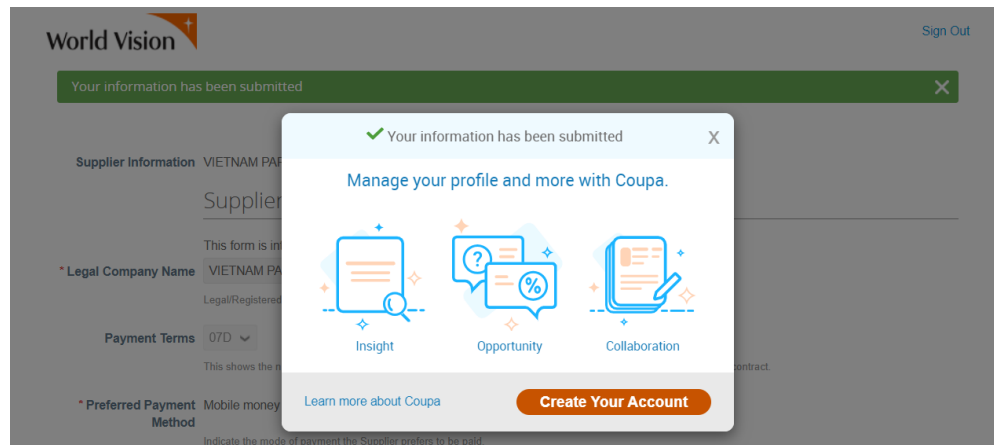 World Vision
Sign Out
Your information has been submitted
Your information has been submitted
X
Supplier Information VIETNAM PAR
Manage your profile and more with Coupa.
Supplier
This form is in
* Legal Company Name VIETNAM PA
Legal/Registered
Insight
Opportunity
Collaboration
Payment Terms 07D
This shows the n
contract.
Learn more about Coupa
Create Your Account
* Preferred Payment Method
Mobile money
Indicate the mode of payment the Supplier prefers to be paid.